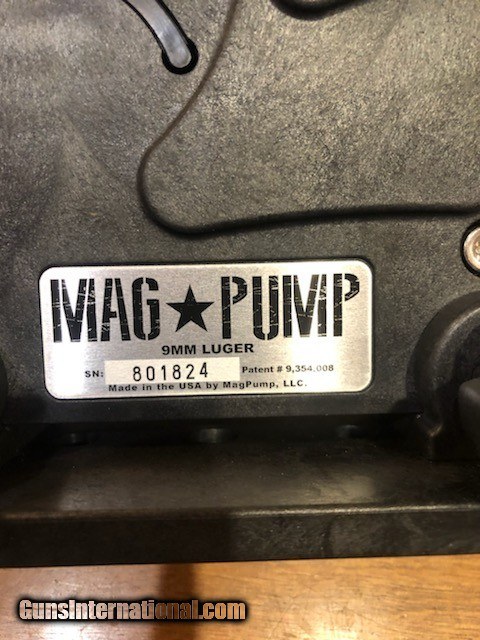 MAG★PUMP
9MM LUGER
SN: 801824 Patent # 9,354,008
Made in the USA by MagPump, LLC.
GunsInternational.com